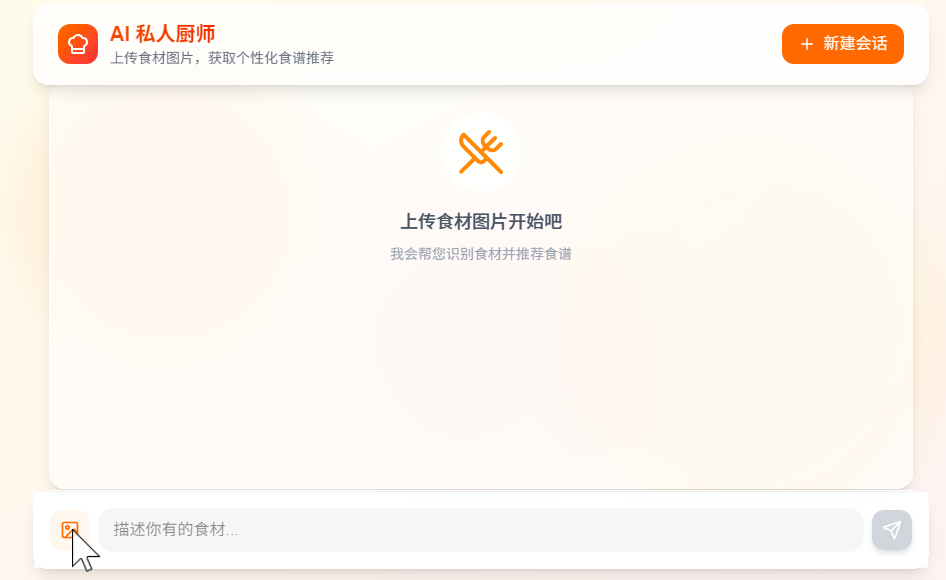 AI 私人厨师
上传食材图片，获取个性化食谱推荐
新建会话
上传食材图片开始吧
我会帮您识别食材并推荐食谱
描述你有的食材...